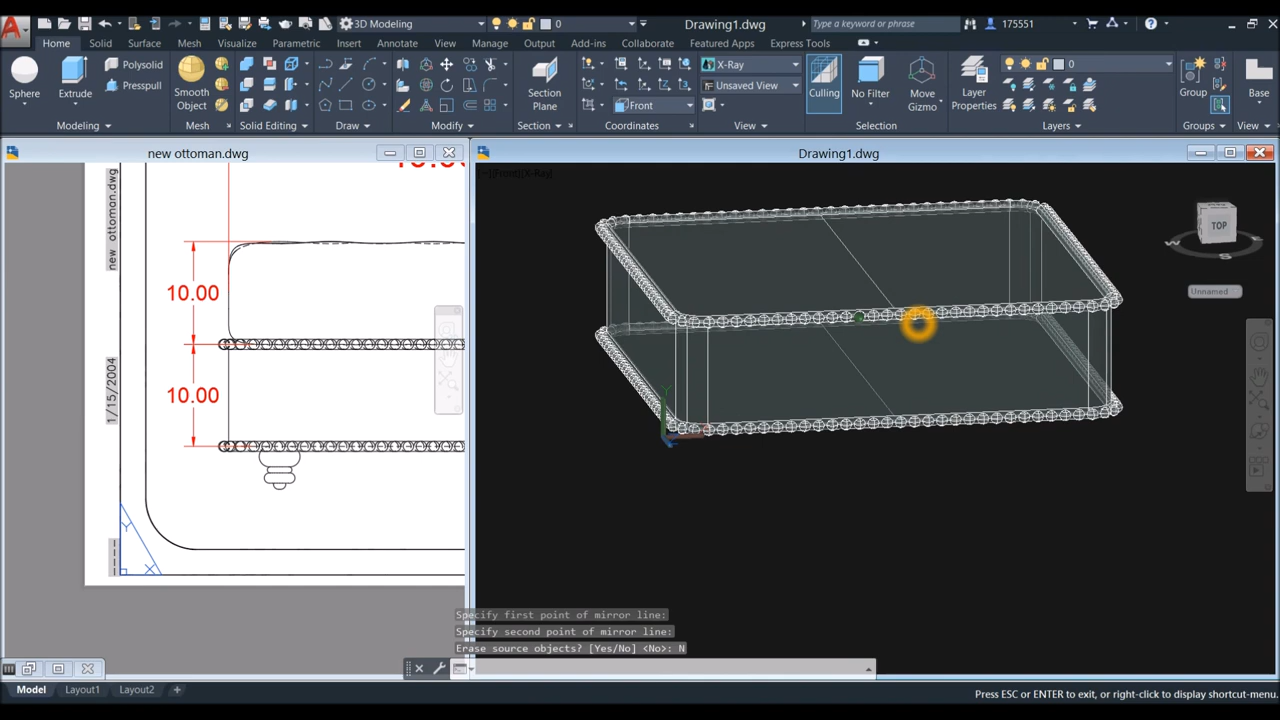 3D Modeling
0
Drawing1.dwg
Type a keyword or phrase
175551
Home
Solid
Surface
Mesh
Visualize
Parametric
Insert
Annotate
View
Manage
Output
Add-ins
Collaborate
Featured Apps
Express Tools
Sphere
Extrude
Polysolid
Presspull
Smooth
Object
Section
Plane
X-Ray
Unsaved View
Front
Culling
No Filter
Move
Gizmo
Layer
Properties
0
Group
Base
Modeling
Mesh
Solid Editing
Draw
Modify
Section
Coordinates
View
Selection
Layers
Groups
View
new ottoman.dwg
Drawing1.dwg
[−][Front][X-Ray]
new ottoman.dwg
1/15/2004
10.00
10.00
Y
X
Y
TOP
W
S
E
Unnamed
Specify first point of mirror line:
Specify second point of mirror line:
Erase source objects? [Yes/No] <No>: N
Model
Layout1
Layout2
+
Press ESC or ENTER to exit, or right-click to display shortcut-menu.